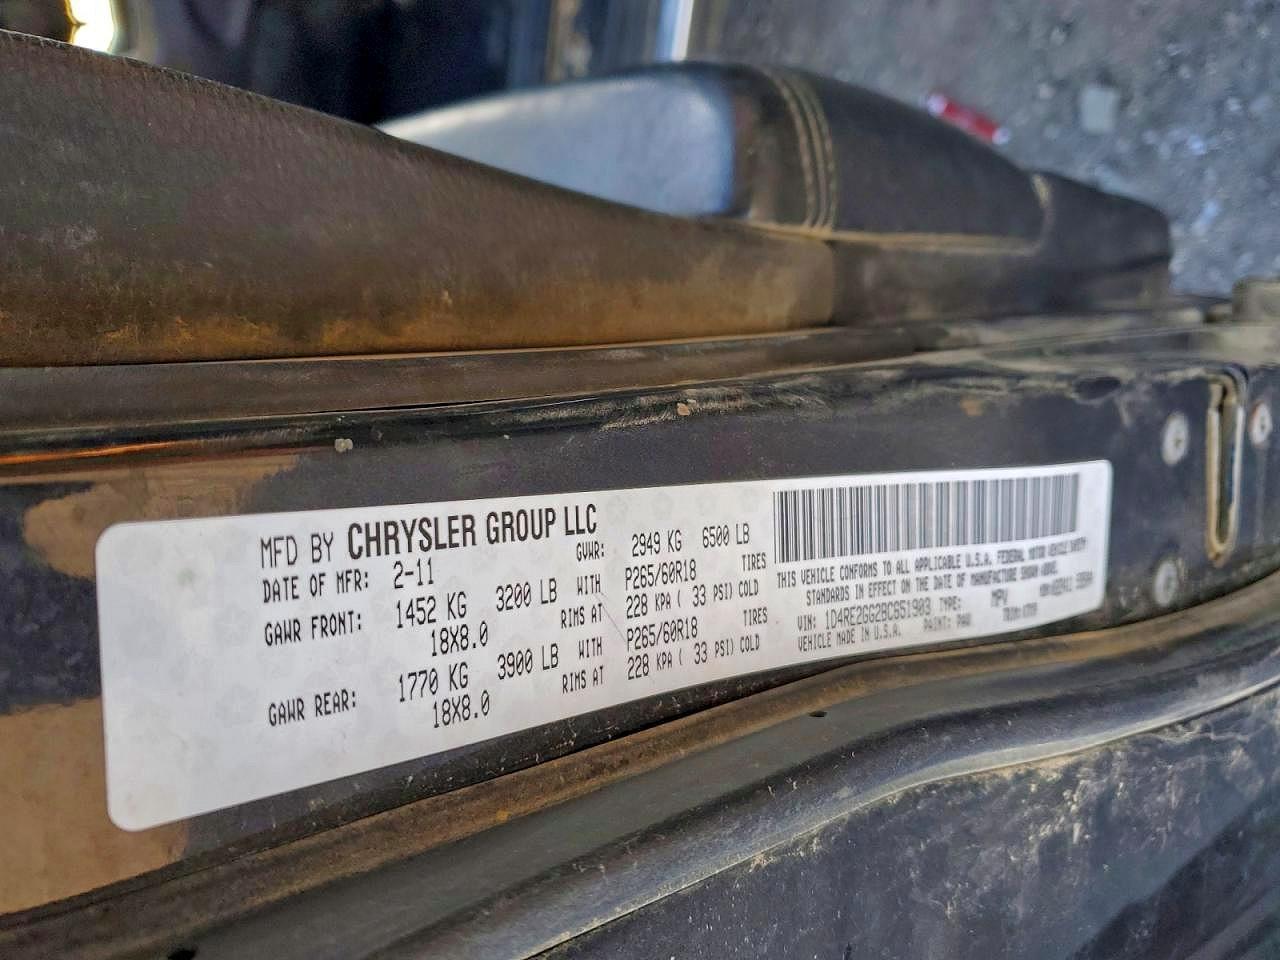 MFD BY CHRYSLER GROUP LLC
DATE OF MFR: 2-11 GVWR: 2949 KG 6500 LB
GAWR FRONT: 1452 KG 3200 LB WITH P265/60R18 TIRES
18X8.0 RIMS AT 228 KPA ( 33 PSI) COLD
GAWR REAR: 1770 KG 3900 LB WITH P265/60R18 TIRES
18X8.0 RIMS AT 228 KPA ( 33 PSI) COLD
THIS VEHICLE CONFORMS TO ALL APPLICABLE U.S.A. FEDERAL MOTOR VEHICLE SAFETY
STANDARDS IN EFFECT ON THE DATE OF MANUFACTURE SHOWN ABOVE.
VIN: 1D4RE2GG2BC651903 TYPE: MPV
VEHICLE MADE IN U.S.A. PAINT: